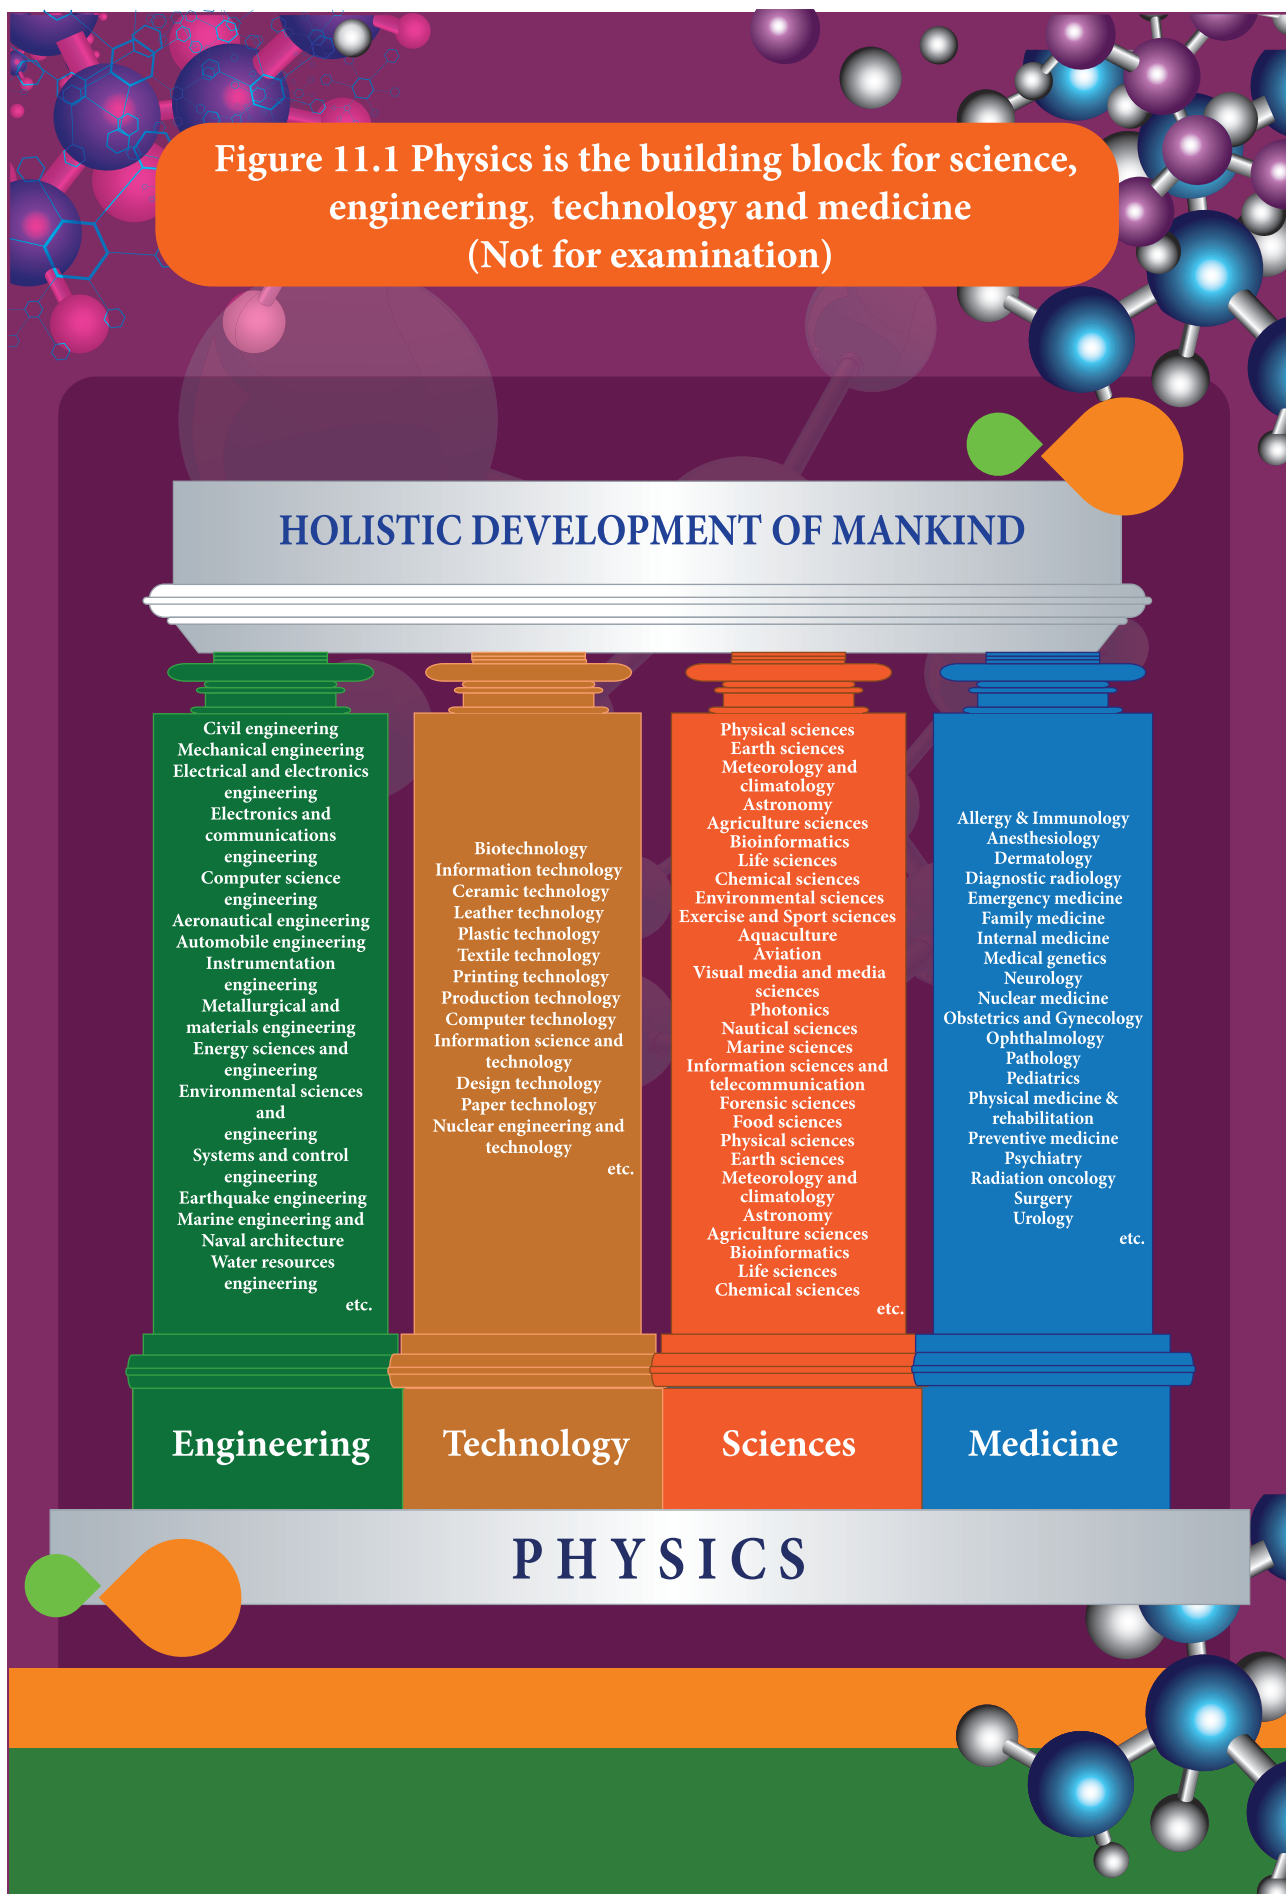 Figure 11.1 Physics is the building block for science,
engineering, technology and medicine
(Not for examination)
HOLISTIC DEVELOPMENT OF MANKIND
Civil engineering
Mechanical engineering
Electrical and electronics
engineering
Electronics and
communications
engineering
Computer science
engineering
Aeronautical engineering
Automobile engineering
Instrumentation
engineering
Metallurgical and
materials engineering
Energy sciences and
engineering
Environmental sciences
and
engineering
Systems and control
engineering
Earthquake engineering
Marine engineering and
Naval architecture
Water resources
engineering
etc.
Engineering
Biotechnology
Information technology
Ceramic technology
Leather technology
Plastic technology
Textile technology
Printing technology
Production technology
Computer technology
Information science and
technology
Design technology
Paper technology
Nuclear engineering and
technology
etc.
Technology
Physical sciences
Earth sciences
Meteorology and
climatology
Astronomy
Agriculture sciences
Bioinformatics
Life sciences
Chemical sciences
Environmental sciences
Exercise and Sport sciences
Aquaculture
Aviation
Visual media and media
sciences
Photonics
Nautical sciences
Marine sciences
Information sciences and
telecommunication
Forensic sciences
Food sciences
Physical sciences
Earth sciences
Meteorology and
climatology
Astronomy
Agriculture sciences
Bioinformatics
Life sciences
Chemical sciences
etc.
Sciences
Allergy & Immunology
Anesthesiology
Dermatology
Diagnostic radiology
Emergency medicine
Family medicine
Internal medicine
Medical genetics
Neurology
Nuclear medicine
Obstetrics and Gynecology
Ophthalmology
Pathology
Pediatrics
Physical medicine &
rehabilitation
Preventive medicine
Psychiatry
Radiation oncology
Surgery
Urology
etc.
Medicine
PHYSICS